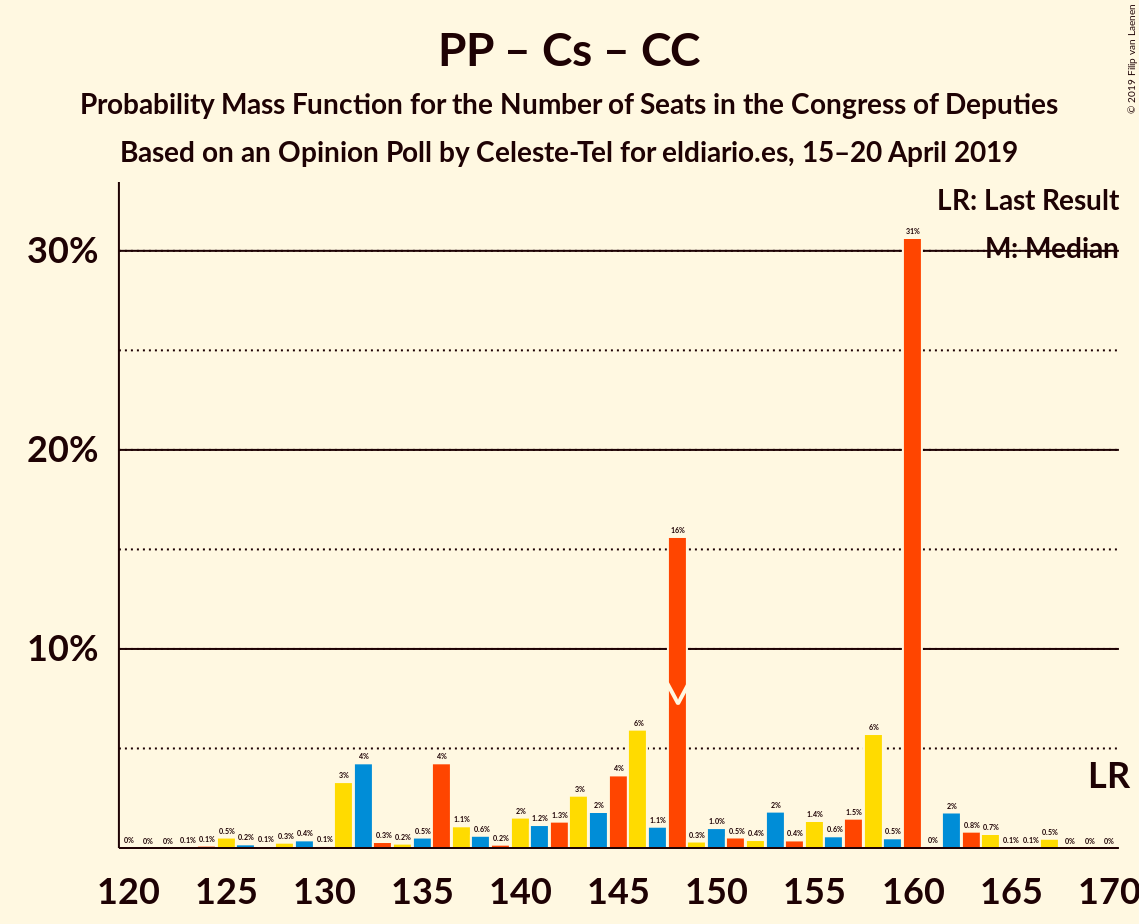 © 2019 Filip van Laenen
PP – Cs – CC
Probability Mass Function for the Number of Seats in the Congress of Deputies
Based on an Opinion Poll by Celeste-Tel for eldiario.es, 15–20 April 2019
LR: Last Result
M: Median
30%
20%
10%
0% 0% 0% 0.1% 0.1% 0.5% 0.2% 0.1% 0.3% 0.4% 0.1% 3% 4% 0.3% 0.2% 0.5% 4% 1.1% 0.6% 0.2% 2% 1.2% 1.3% 3% 2% 4% 6% 1.1% 16% 0.3% 1.0% 0.5% 0.4% 2% 0.4% 1.4% 0.6% 1.5% 6% 0.5% 31% 0% 2% 0.8% 0.7% 0.1% 0.1% 0.5% 0% 0% 0%
LR
120 125 130 135 140 145 150 155 160 165 170